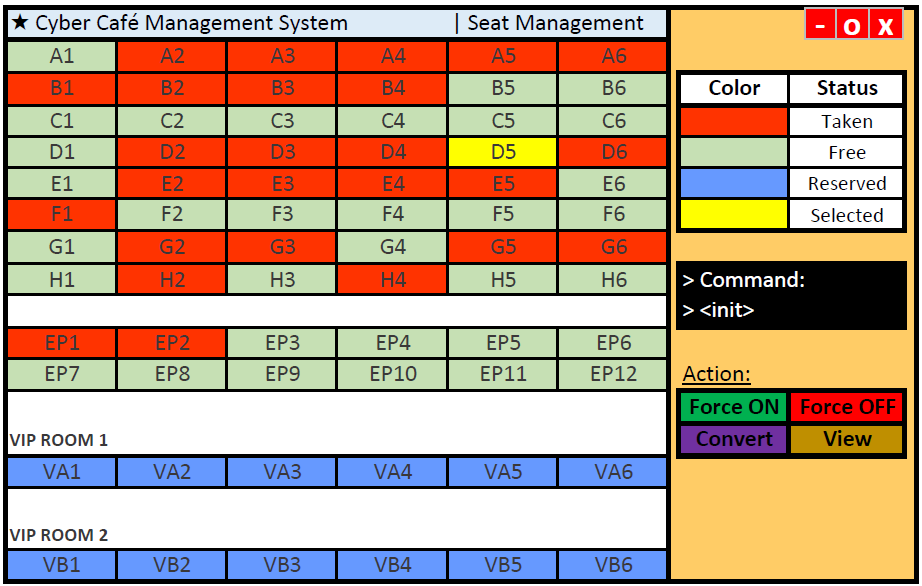 ★ Cyber Café Management System | Seat Management
- o x
A1 A2 A3 A4 A5 A6
B1 B2 B3 B4 B5 B6
C1 C2 C3 C4 C5 C6
D1 D2 D3 D4 D5 D6
E1 E2 E3 E4 E5 E6
F1 F2 F3 F4 F5 F6
G1 G2 G3 G4 G5 G6
H1 H2 H3 H4 H5 H6
EP1 EP2 EP3 EP4 EP5 EP6
EP7 EP8 EP9 EP10 EP11 EP12
VIP ROOM 1
VA1 VA2 VA3 VA4 VA5 VA6
VIP ROOM 2
VB1 VB2 VB3 VB4 VB5 VB6
Color Status
Taken
Free
Reserved
Selected
> Command:
> <init>
Action:
Force ON Force OFF
Convert View